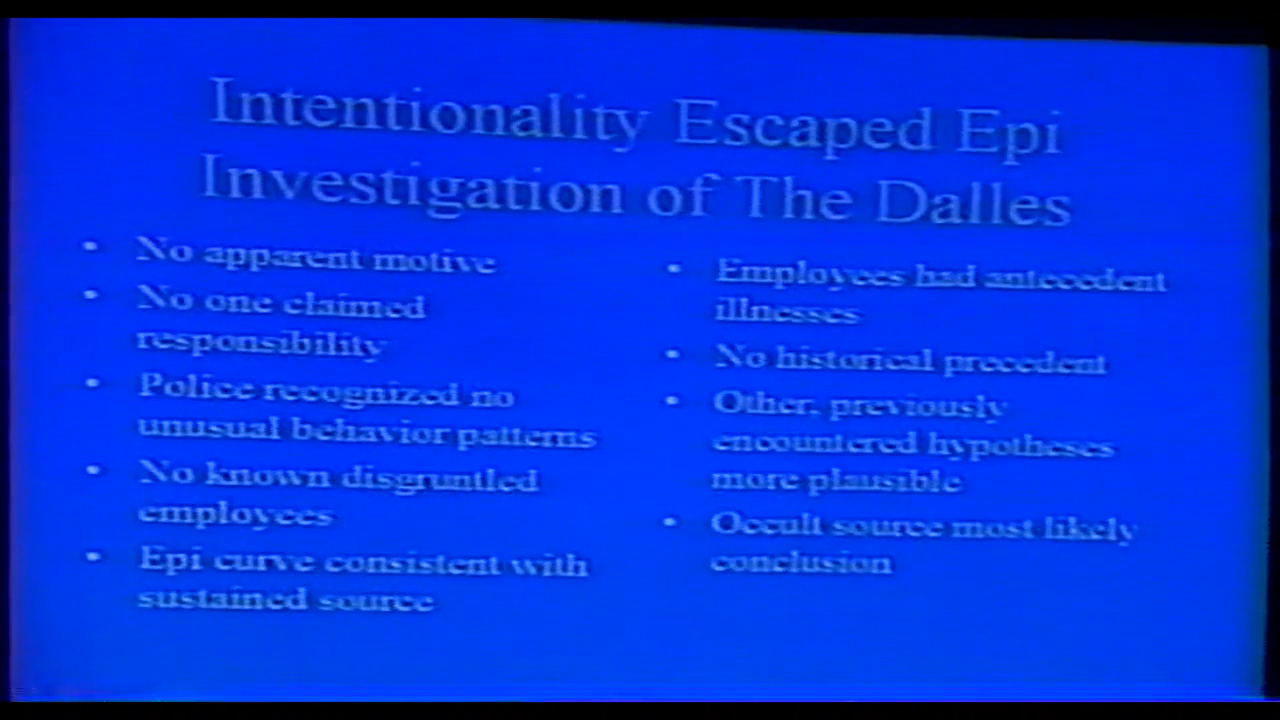 Intentionality Escaped Epi
Investigation of The Dalles
• No apparent motive
• No one claimed
responsibility
• Police recognized no
unusual behavior patterns
• No known disgruntled
employees
• Epi curve consistent with
sustained source
• Employees had antecedent
illnesses
• No historical precedent
• Other, previously
encountered hypotheses
more plausible
• Occult source most likely
conclusion